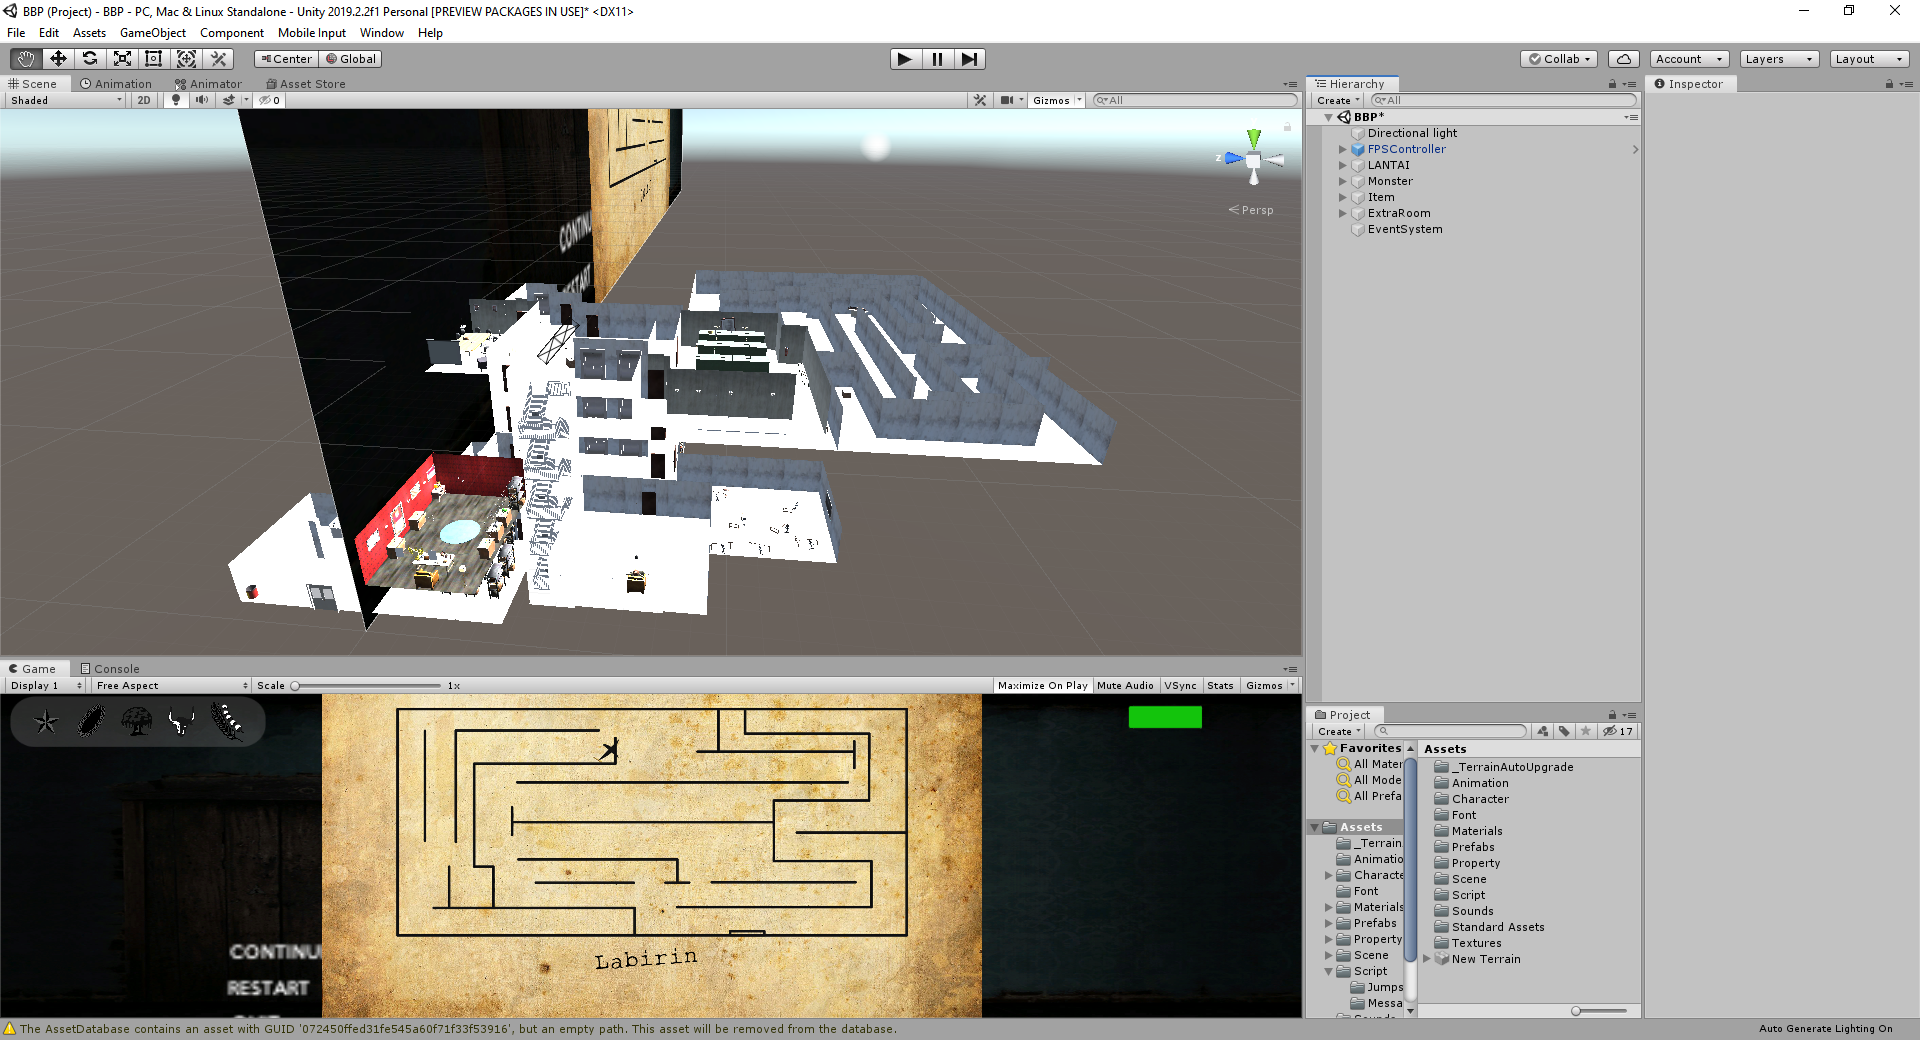 BBP (Project) - BBP - PC, Mac & Linux Standalone - Unity 2019.2.2f1 Personal [PREVIEW PACKAGES IN USE]* <DX11>
File Edit Assets GameObject Component Mobile Input Window Help
Center Global Collab Account Layers Layout
Scene Animation Animator Asset Store
Shaded 2D 0 Gizmos All
z
Persp
CONTINU
RESTART
Hierarchy
Create All
BBP*
Directional light
FPSController
LANTAI
Monster
Item
ExtraRoom
EventSystem
Inspector
Game Console
Display 1 Free Aspect Scale 1x Maximize On Play Mute Audio VSync Stats Gizmos
Labirin
CONTINU
RESTART
Project
Create 17
Favorites
All Mater
All Mode
All Prefa
Assets
_Terrain
Animatio
Characte
Font
Materials
Prefabs
Property
Scene
Script
Jumps
Messa
Assets
_TerrainAutoUpgrade
Animation
Character
Font
Materials
Prefabs
Property
Scene
Script
Sounds
Standard Assets
Textures
New Terrain
The AssetDatabase contains an asset with GUID '072450ffed31fe545a60f71f33f53916', but an empty path. This asset will be removed from the database.
Auto Generate Lighting On